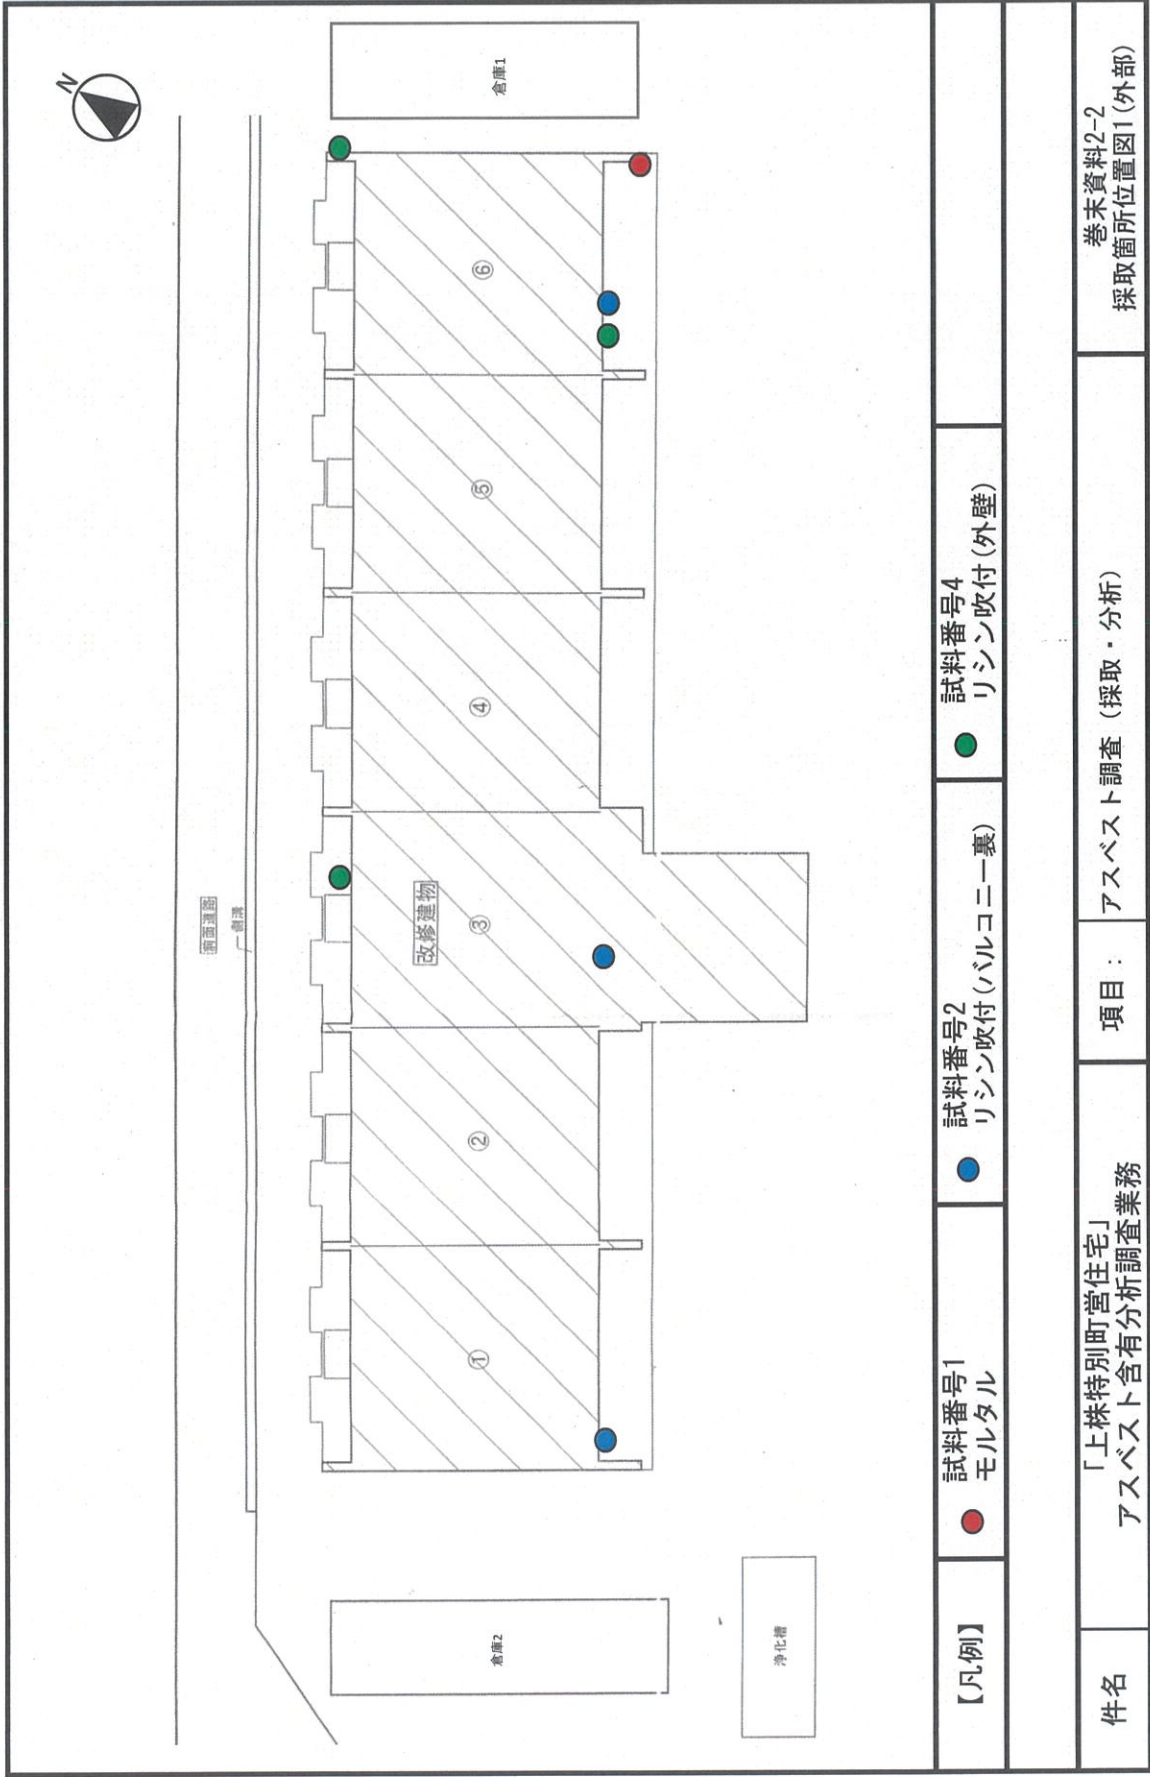 N
前面道路
側溝
倉庫2
倉庫1
改修建物
①
②
③
④
⑤
⑥
浄化槽
【凡例】
試料番号1
モルタル
試料番号2
リシン吹付(バルコニー裏)
試料番号4
リシン吹付(外壁)
件名
「上株特別町営住宅」
アスベスト含有分析調査業務
項目:
アスベスト調査(採取・分析)
巻末資料2-2
採取箇所位置図1(外部)